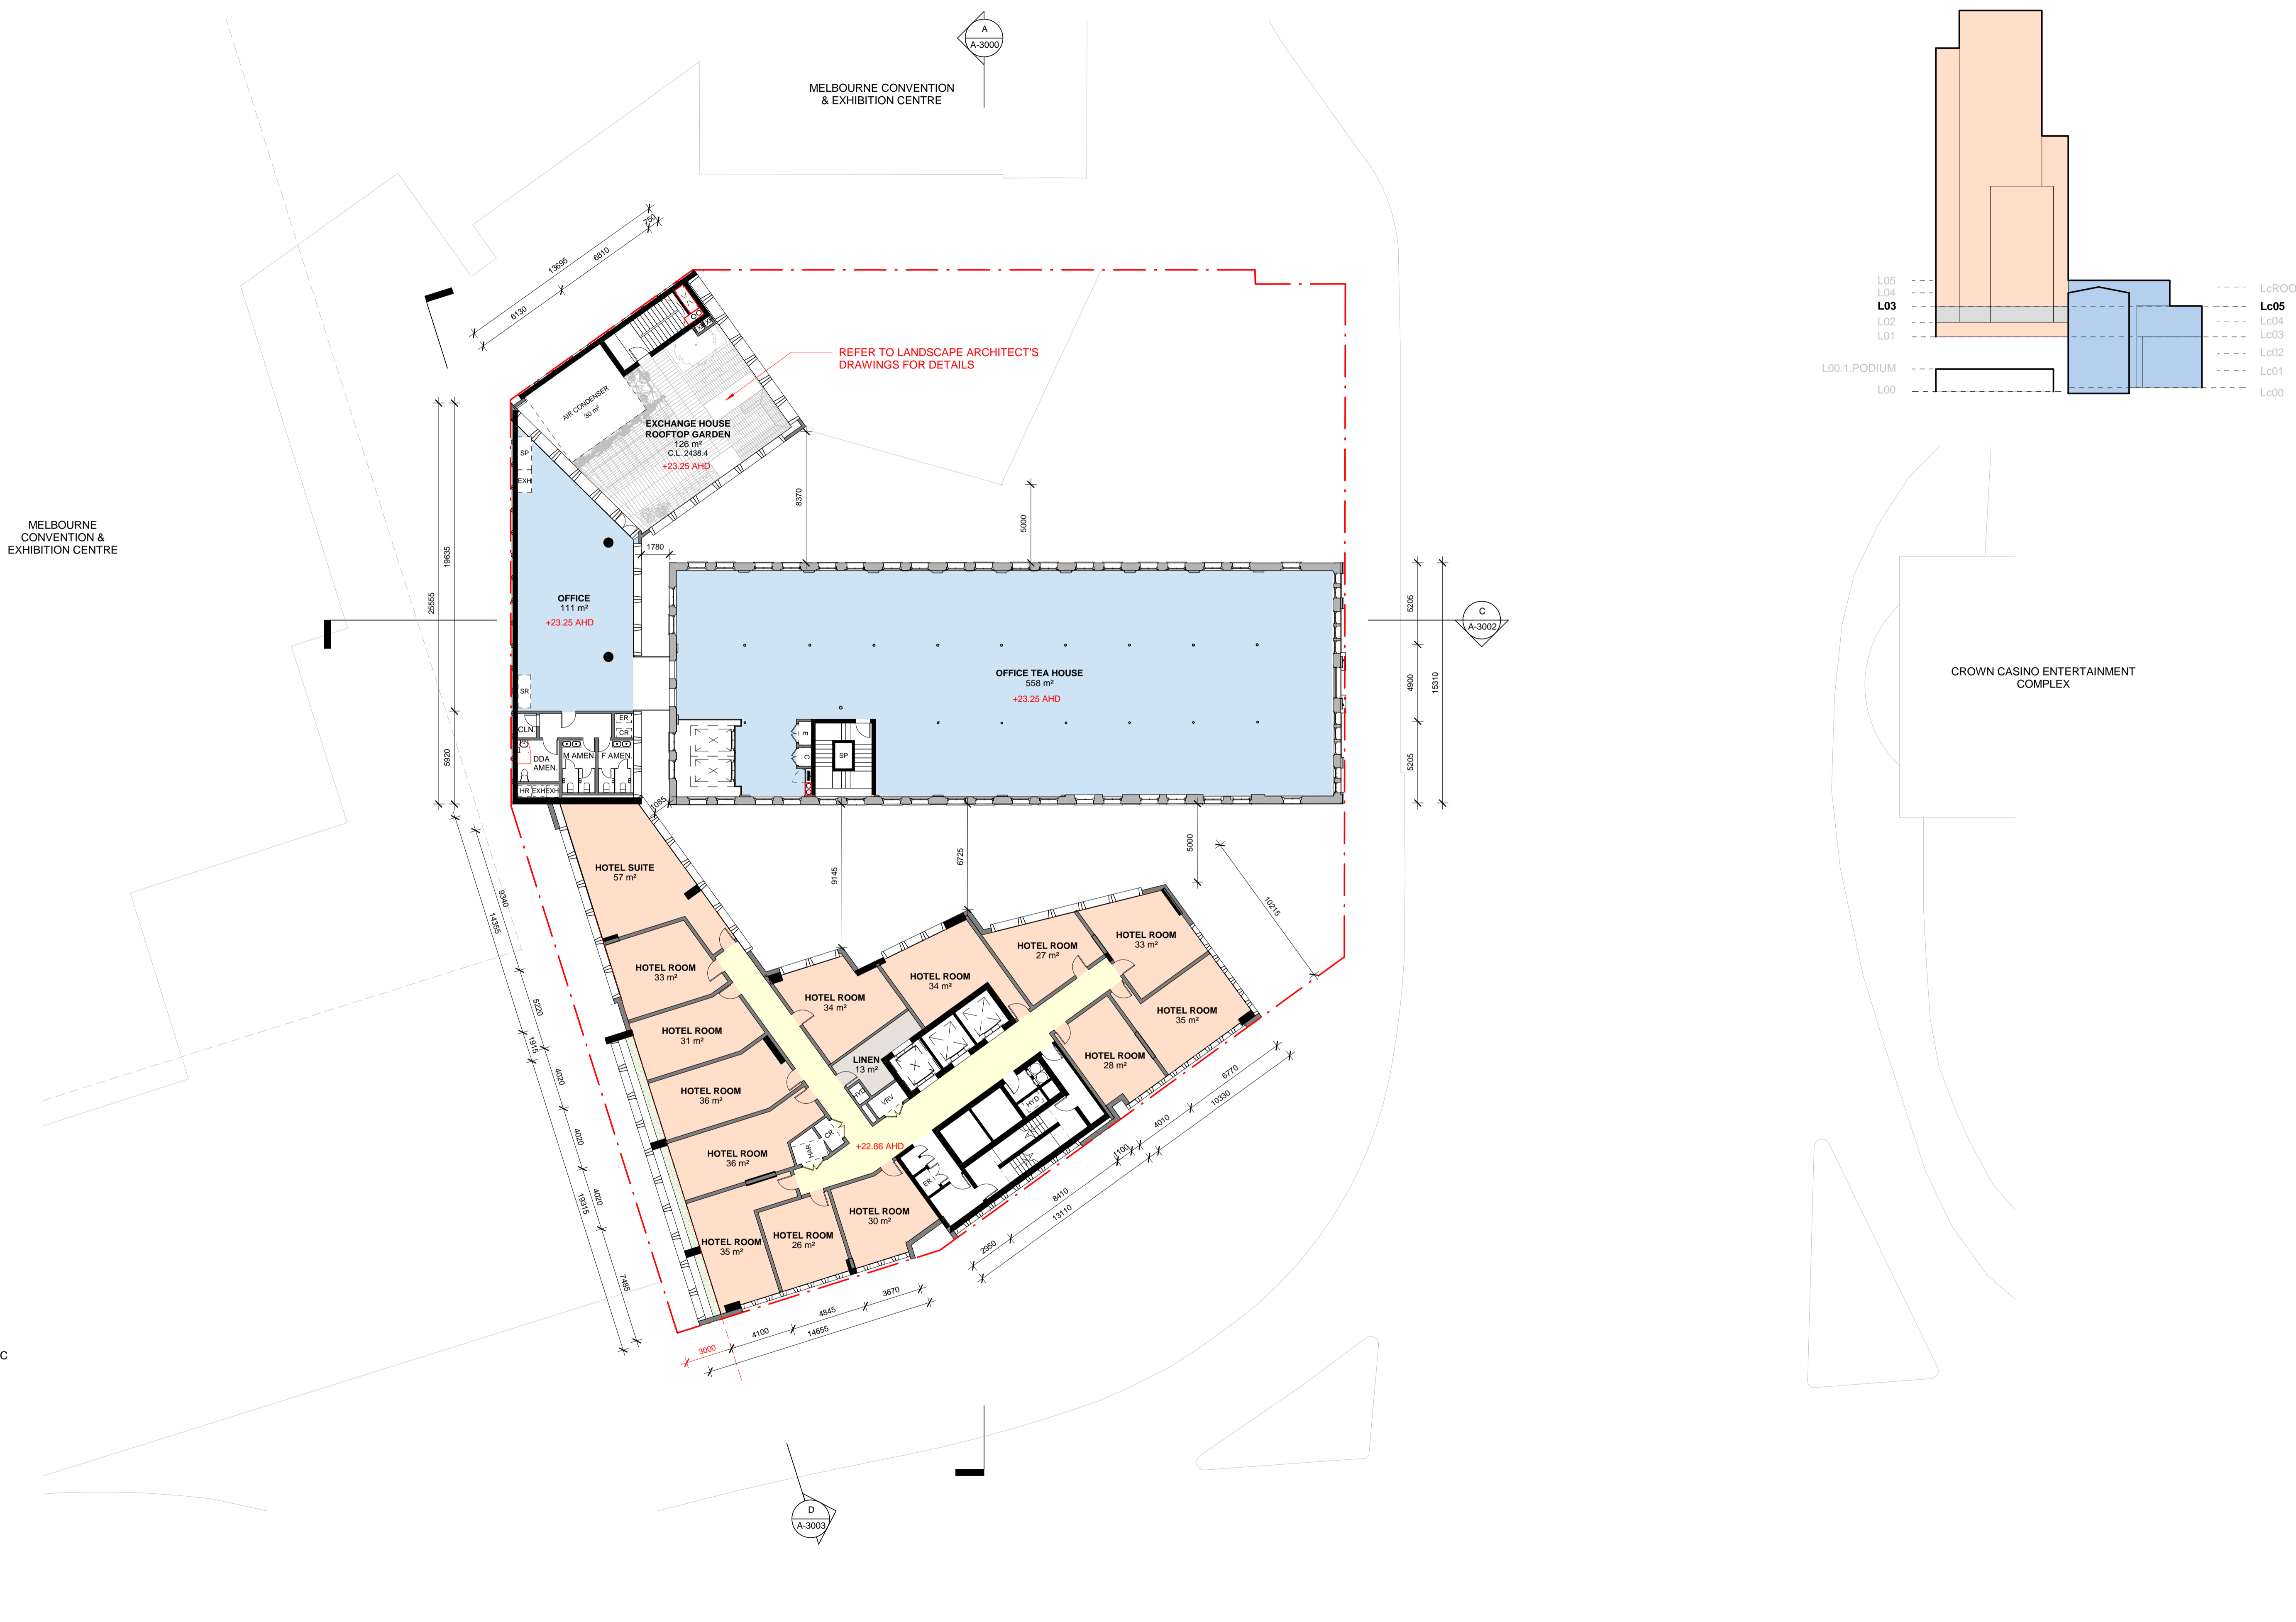 A
A-3000
MELBOURNE CONVENTION
& EXHIBITION CENTRE
L05
L04
L03
L02
L01
L00.1.PODIUM
L00
LcROO
Lc05
Lc04
Lc03
Lc02
Lc01
Lc00
750
13695
6810
6130
REFER TO LANDSCAPE ARCHITECT'S
DRAWINGS FOR DETAILS
AIR CONDENSER
30 m²
EXCHANGE HOUSE
ROOFTOP GARDEN
126 m²
C.L. 2438.4
+23.25 AHD
SP
EXH
8370
5000
MELBOURNE
CONVENTION &
EXHIBITION CENTRE
19635
25555
1780
OFFICE
111 m²
+23.25 AHD
5205
C
A-3002
OFFICE TEA HOUSE
558 m²
+23.25 AHD
4900
15310
CROWN CASINO ENTERTAINMENT
COMPLEX
SR
ER
CR
CLN.
5920
DDA
AMEN.
M AMEN.
F AMEN.
HR
EXH
EXH
E
C
SP
5205
1085
9145
6725
5000
10215
HOTEL SUITE
57 m²
9340
14355
HOTEL ROOM
33 m²
HOTEL ROOM
34 m²
HOTEL ROOM
34 m²
HOTEL ROOM
27 m²
HOTEL ROOM
33 m²
HOTEL ROOM
35 m²
5220
1915
HOTEL ROOM
31 m²
LINEN
13 m²
HOTEL ROOM
28 m²
4020
HOTEL ROOM
36 m²
HYD
VRV
HYD
6770
10330
4010
1100
4020
HOTEL ROOM
36 m²
HAR
CR
+22.86 AHD
ER
4020
19315
8410
13110
2950
HOTEL ROOM
30 m²
HOTEL ROOM
26 m²
HOTEL ROOM
35 m²
7485
3670
4845
4100
14655
3000
C
D
A-3003